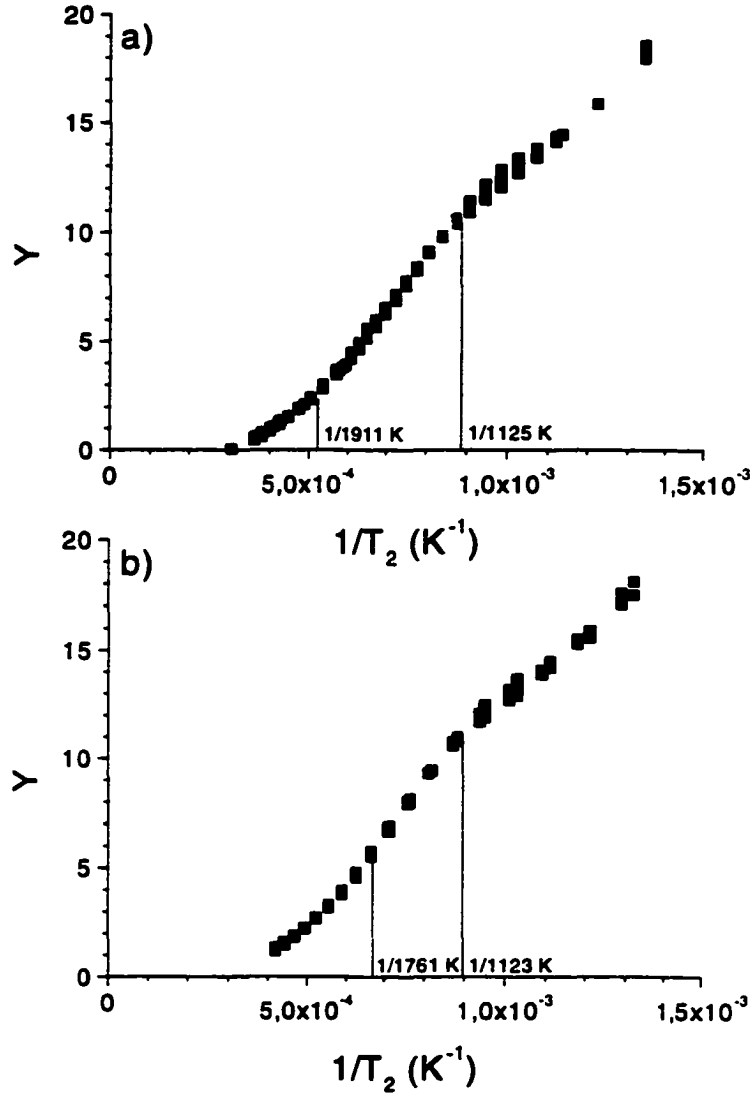 a)
20
15
10
5
0
Y
1/1911 K
1/1125 K
0
5,0x10⁻⁴
1,0x10⁻³
1,5x10⁻³
1/T₂ (K⁻¹)
b)
20
15
10
5
0
Y
1/1761 K
1/1123 K
0
5,0x10⁻⁴
1,0x10⁻³
1,5x10⁻³
1/T₂ (K⁻¹)